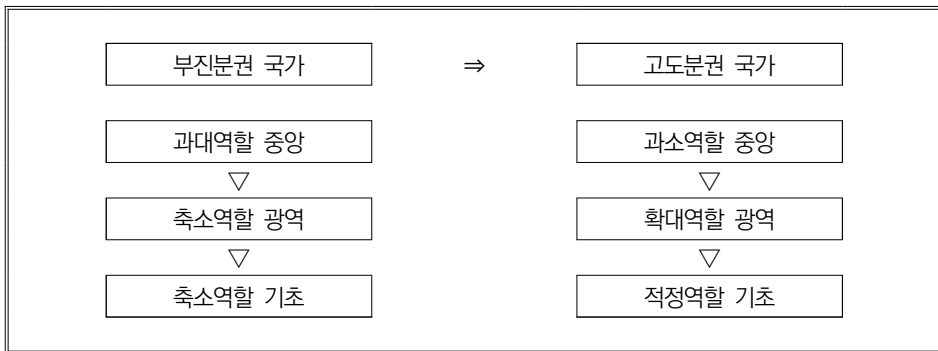 부진분권 국가 ⇒ 고도분권 국가
과대역할 중앙 과소역할 중앙
▽ ▽
축소역할 광역 확대역할 광역
▽ ▽
축소역할 기초 적정역할 기초